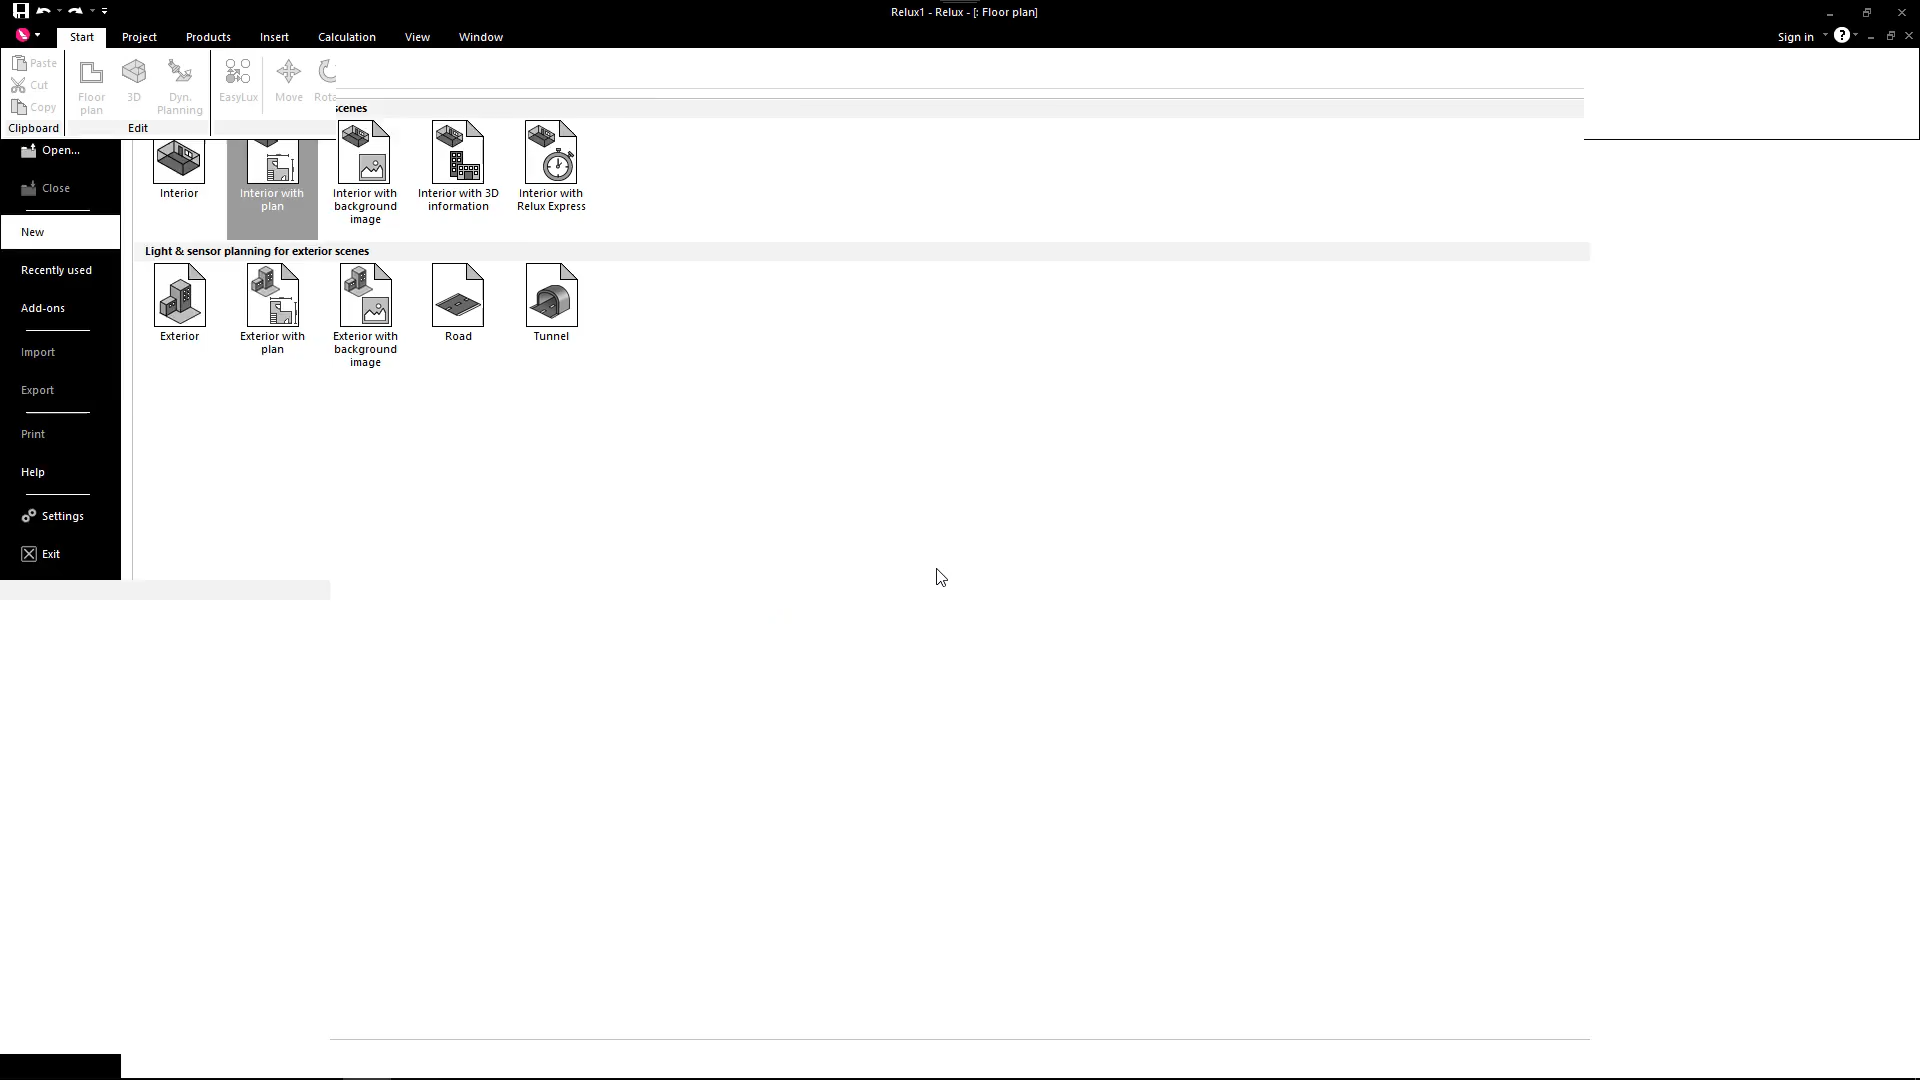 Relux1 - Relux - [: Floor plan]
Start
Project
Products
Insert
Calculation
View
Window
Sign in
Paste
Cut
Copy
Clipboard
Floor
plan
3D
Dyn.
Planning
Edit
EasyLux
Move
Rota
scenes
Open...
Close
New
Recently used
Add-ons
Import
Export
Print
Help
Settings
Exit
Interior
Interior with
plan
Interior with
background
image
Interior with 3D
information
Interior with
Relux Express
Light & sensor planning for exterior scenes
Exterior
Exterior with
plan
Exterior with
background
image
Road
Tunnel